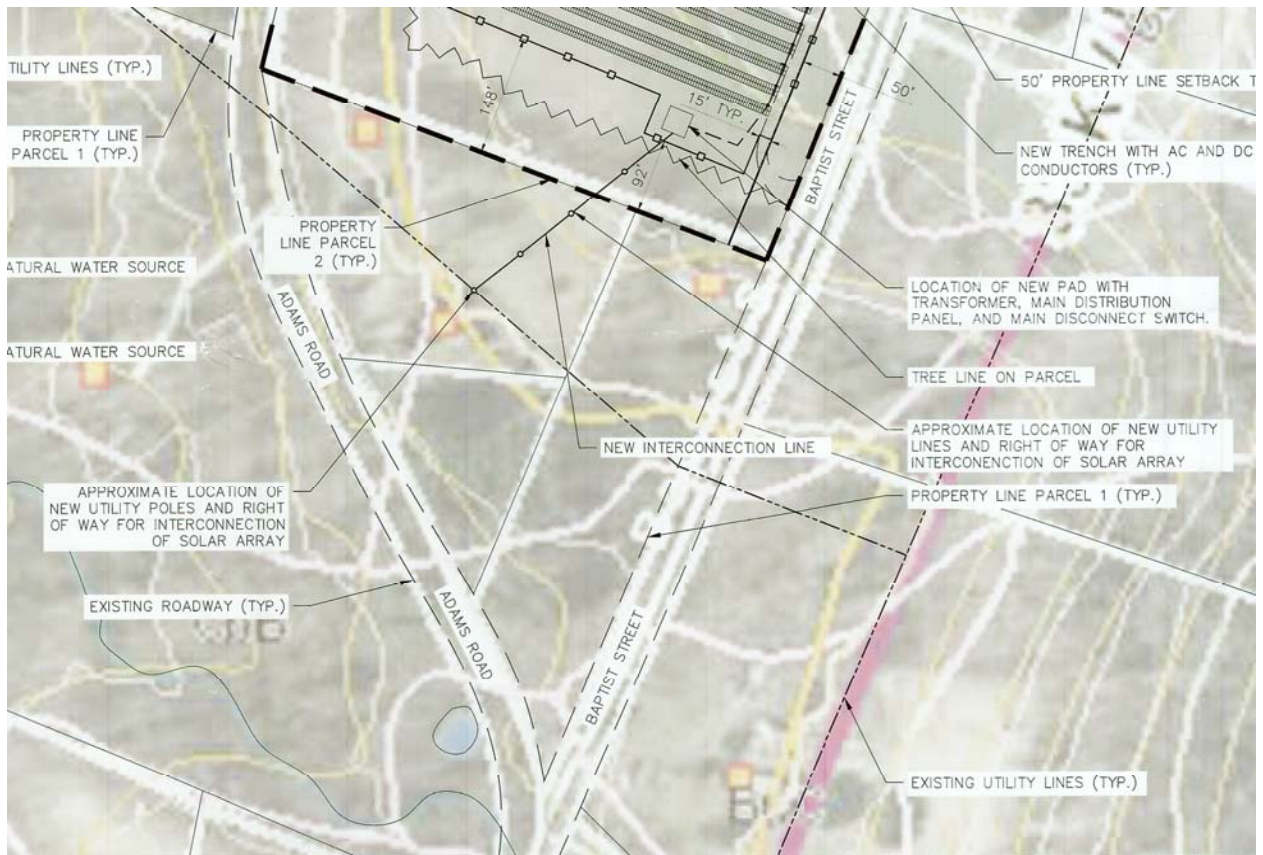 TILITY LINES (TYP.)
PROPERTY LINE
PARCEL 1 (TYP.)
148'
15' TYP.
50'
92'
BAPTIST STREET
50' PROPERTY LINE SETBACK T
NEW TRENCH WITH AC AND DC
CONDUCTORS (TYP.)
PROPERTY
LINE PARCEL
2 (TYP.)
ATURAL WATER SOURCE
ADAMS ROAD
LOCATION OF NEW PAD WITH
TRANSFORMER, MAIN DISTRIBUTION
PANEL, AND MAIN DISCONNECT SWITCH.
ATURAL WATER SOURCE
TREE LINE ON PARCEL
NEW INTERCONNECTION LINE
APPROXIMATE LOCATION OF NEW UTILITY
LINES AND RIGHT OF WAY FOR
INTERCONENCTION OF SOLAR ARRAY
APPROXIMATE LOCATION OF
NEW UTILITY POLES AND RIGHT
OF WAY FOR INTERCONNECTION
OF SOLAR ARRAY
PROPERTY LINE PARCEL 1 (TYP.)
EXISTING ROADWAY (TYP.)
ADAMS ROAD
BAPTIST STREET
EXISTING UTILITY LINES (TYP.)